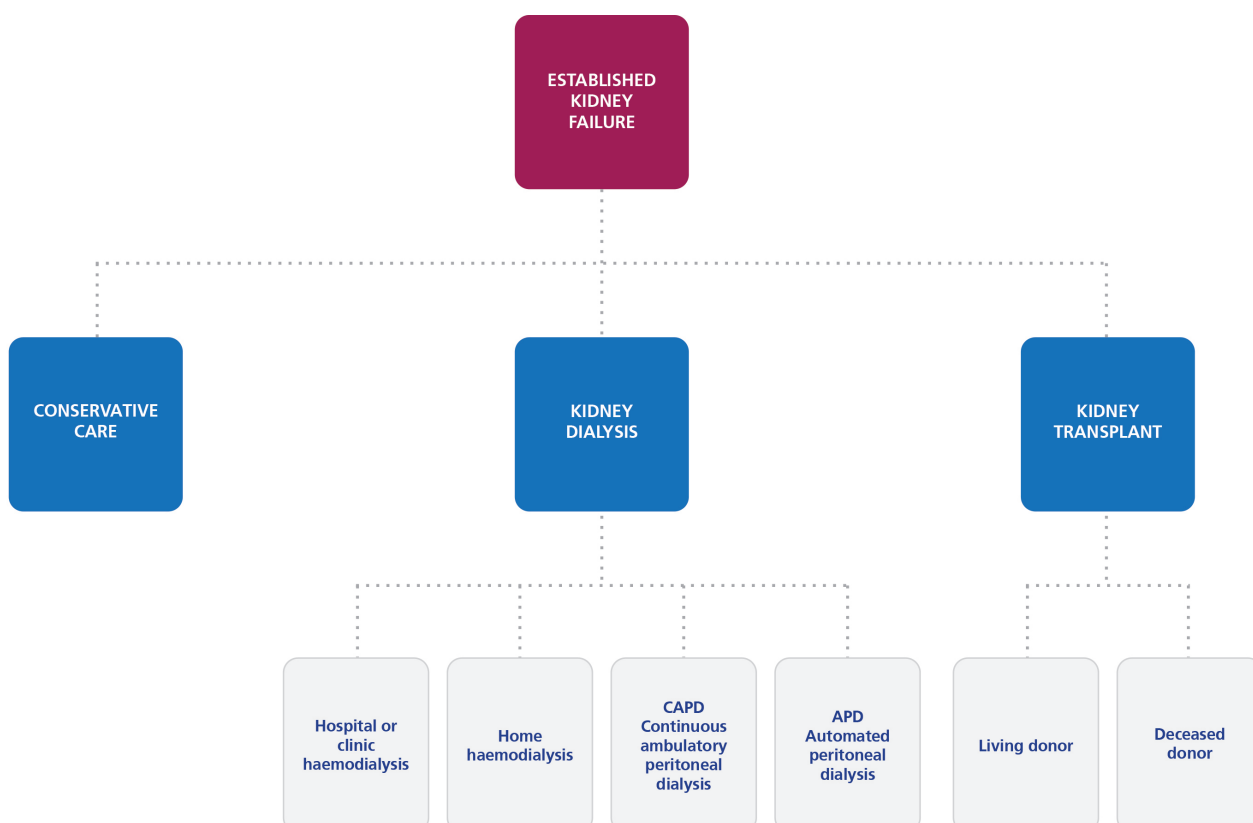 ESTABLISHED
KIDNEY
FAILURE
CONSERVATIVE
CARE
KIDNEY
DIALYSIS
KIDNEY
TRANSPLANT
Hospital or
clinic
haemodialysis
Home
haemodialysis
CAPD
Continuous
ambulatory
peritoneal
dialysis
APD
Automated
peritoneal
dialysis
Living donor
Deceased
donor